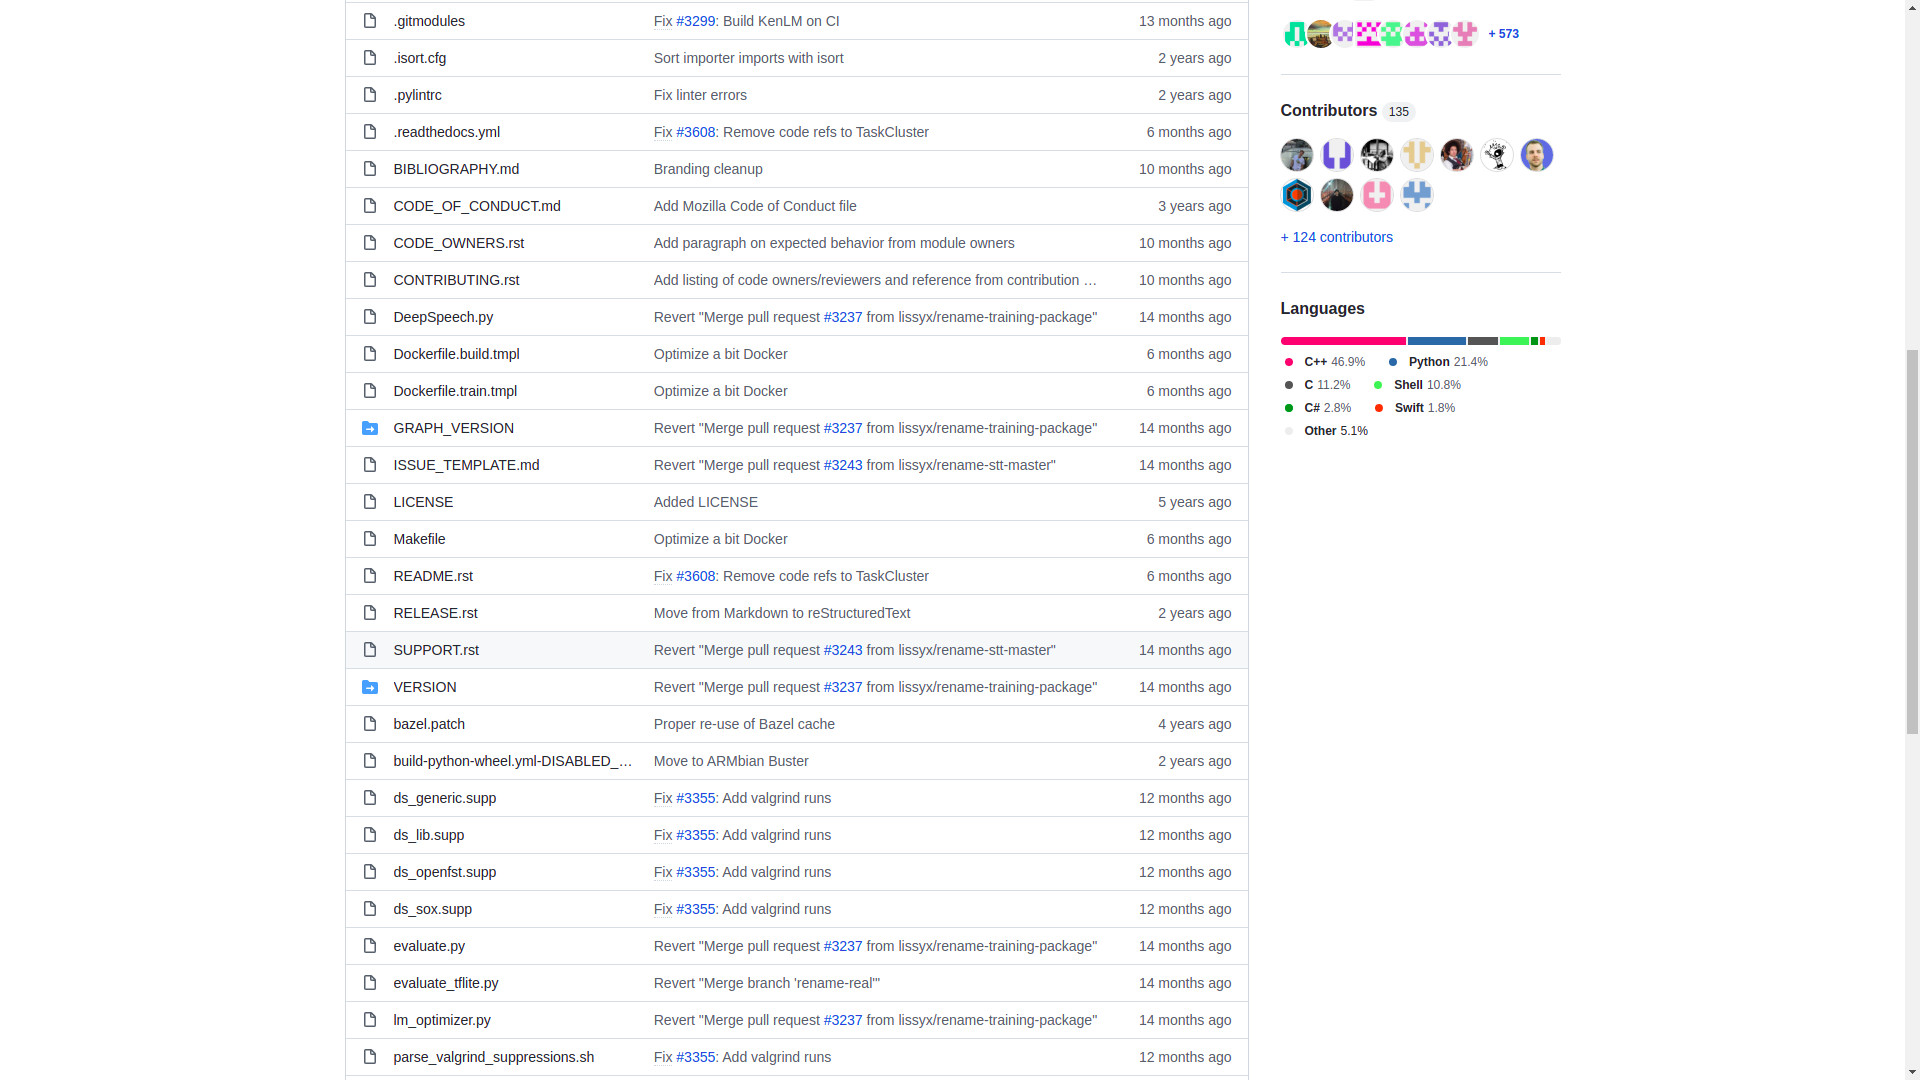 .gitmodules Fix #3299: Build KenLM on CI 13 months ago
.isort.cfg Sort importer imports with isort 2 years ago
.pylintrc Fix linter errors 2 years ago
.readthedocs.yml Fix #3608: Remove code refs to TaskCluster 6 months ago
BIBLIOGRAPHY.md Branding cleanup 10 months ago
CODE_OF_CONDUCT.md Add Mozilla Code of Conduct file 3 years ago
CODE_OWNERS.rst Add paragraph on expected behavior from module owners 10 months ago
CONTRIBUTING.rst Add listing of code owners/reviewers and reference from contribution … 10 months ago
DeepSpeech.py Revert "Merge pull request #3237 from lissyx/rename-training-package" 14 months ago
Dockerfile.build.tmpl Optimize a bit Docker 6 months ago
Dockerfile.train.tmpl Optimize a bit Docker 6 months ago
GRAPH_VERSION Revert "Merge pull request #3237 from lissyx/rename-training-package" 14 months ago
ISSUE_TEMPLATE.md Revert "Merge pull request #3243 from lissyx/rename-stt-master" 14 months ago
LICENSE Added LICENSE 5 years ago
Makefile Optimize a bit Docker 6 months ago
README.rst Fix #3608: Remove code refs to TaskCluster 6 months ago
RELEASE.rst Move from Markdown to reStructuredText 2 years ago
SUPPORT.rst Revert "Merge pull request #3243 from lissyx/rename-stt-master" 14 months ago
VERSION Revert "Merge pull request #3237 from lissyx/rename-training-package" 14 months ago
bazel.patch Proper re-use of Bazel cache 4 years ago
build-python-wheel.yml-DISABLED_… Move to ARMbian Buster 2 years ago
ds_generic.supp Fix #3355: Add valgrind runs 12 months ago
ds_lib.supp Fix #3355: Add valgrind runs 12 months ago
ds_openfst.supp Fix #3355: Add valgrind runs 12 months ago
ds_sox.supp Fix #3355: Add valgrind runs 12 months ago
evaluate.py Revert "Merge pull request #3237 from lissyx/rename-training-package" 14 months ago
evaluate_tflite.py Revert "Merge branch 'rename-real'" 14 months ago
lm_optimizer.py Revert "Merge pull request #3237 from lissyx/rename-training-package" 14 months ago
parse_valgrind_suppressions.sh Fix #3355: Add valgrind runs 12 months ago
+ 573
Contributors 135
+ 124 contributors
Languages
C++ 46.9% Python 21.4%
C 11.2% Shell 10.8%
C# 2.8% Swift 1.8%
Other 5.1%